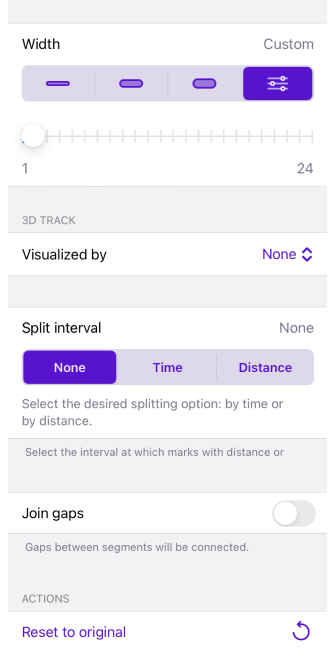 Width Custom
1 24
3D TRACK
Visualized by None
Split interval None
None Time Distance
Select the desired splitting option: by time or
by distance.
Select the interval at which marks with distance or
Join gaps
Gaps between segments will be connected.
ACTIONS
Reset to original